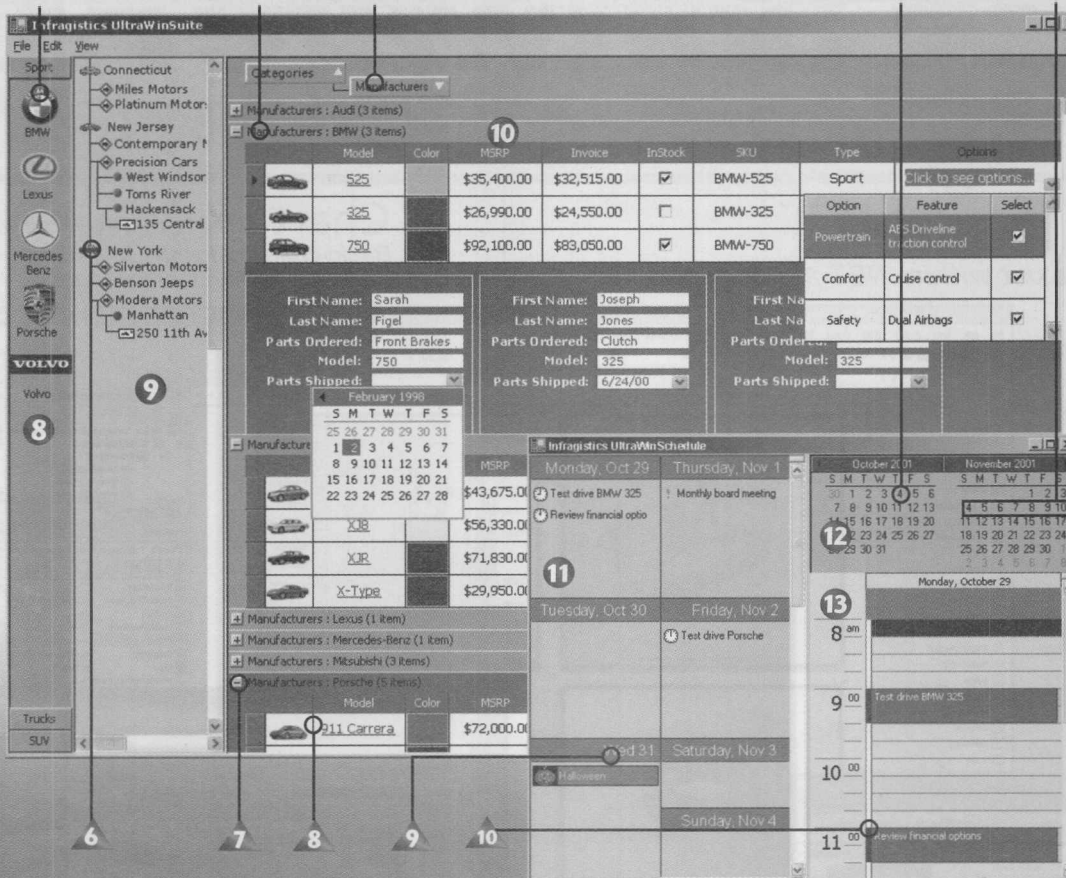 Infragistics UltraWinSuite
File Edit View
Sport
BMW
Lexus
Mercedes
Benz
Porsche
VOLVO
Volvo
8
Trucks
SUV
Connecticut
Miles Motors
Platinum Motor
New Jersey
Contemporary
Precision Cars
West Windsor
Toms River
Hackensack
135 Central
New York
Silverton Motors
Benson Jeeps
Modera Motors
Manhattan
250 11th Av
9
Categories
Manufacturers
Manufacturers : Audi (3 items)
Manufacturers : BMW (3 items)
10
Model Color MSRP Invoice InStock SKU Type Options
525 $35,400.00 $32,515.00 BMW-525 Sport Click to see options...
325 $26,990.00 $24,550.00 BMW-325
750 $92,100.00 $83,050.00 BMW-750
Option Feature Select
Powertrain ABS Driveline
traction control
Comfort Cruise control
Safety Dual Airbags
First Name: Sarah
Last Name: Figel
Parts Ordered: Front Brakes
Model: 750
Parts Shipped:
First Name: Joseph
Last Name: Jones
Parts Ordered: Clutch
Model: 325
Parts Shipped: 6/24/00
First Na
Last Na
Parts Ordered:
Model: 325
Parts Shipped:
February 1998
S M T W T F S
25 26 27 28 29 30 31
1 2 3 4 5 6 7
8 9 10 11 12 13 14
15 16 17 18 19 20 21
22 23 24 25 26 27 28
Manufacture
MSRP
$43,675.00
XJ8 $56,330.00
XJR $71,830.00
X-Type $29,950.00
Manufacturers : Lexus (1 item)
Manufacturers : Mercedes-Benz (1 item)
Manufacturers : Mitsubishi (3 items)
Manufacturers : Porsche (5 items)
Model Color MSRP
911 Carrera $72,000.00
Infragistics UltraWinSchedule
Monday, Oct 29 Thursday, Nov 1
Test drive BMW 325 Monthly board meeting
Review financial optio
11
Tuesday, Oct 30 Friday, Nov 2
Test drive Porsche
Wed 31 Saturday, Nov 3
Halloween
Sunday, Nov 4
October 2001 November 2001
S M T W T F S
30 1 2 3 4 5 6
7 8 9 10 11 12 13
14 15 16 17 18 19 20
22 23 24 25 26 27
29 30 31
S M T W T F S
1 2 3
4 5 6 7 8 9 10
11 12 13 14 15 16 17
18 19 20 21 22 23 24
25 26 27 28 29 30 1
2 3 4 5 6 7 8
12
Monday, October 29
13
8 am
9 00 Test drive BMW 325
10 00
11 00 Review financial options
6 7 8 9 10